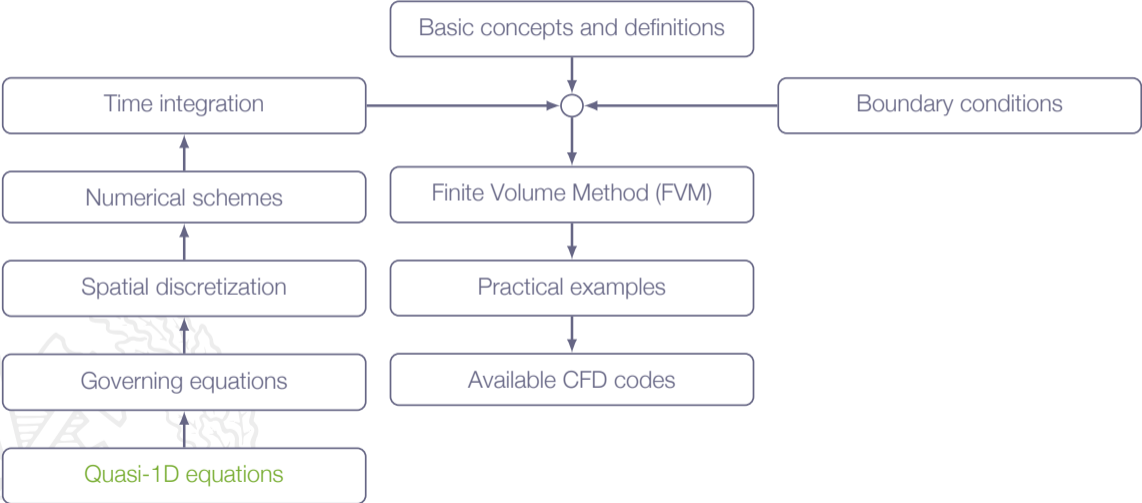 Basic concepts and definitions
Time integration
Boundary conditions
Numerical schemes
Finite Volume Method (FVM)
Spatial discretization
Practical examples
Governing equations
Available CFD codes
Quasi-1D equations